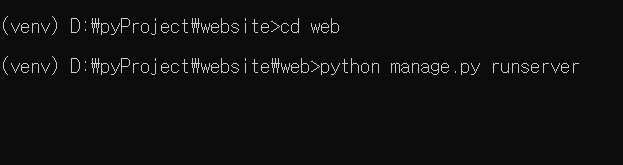 (venv) D:₩pyProject₩website>cd web
(venv) D:₩pyProject₩website₩web>python manage.py runserver